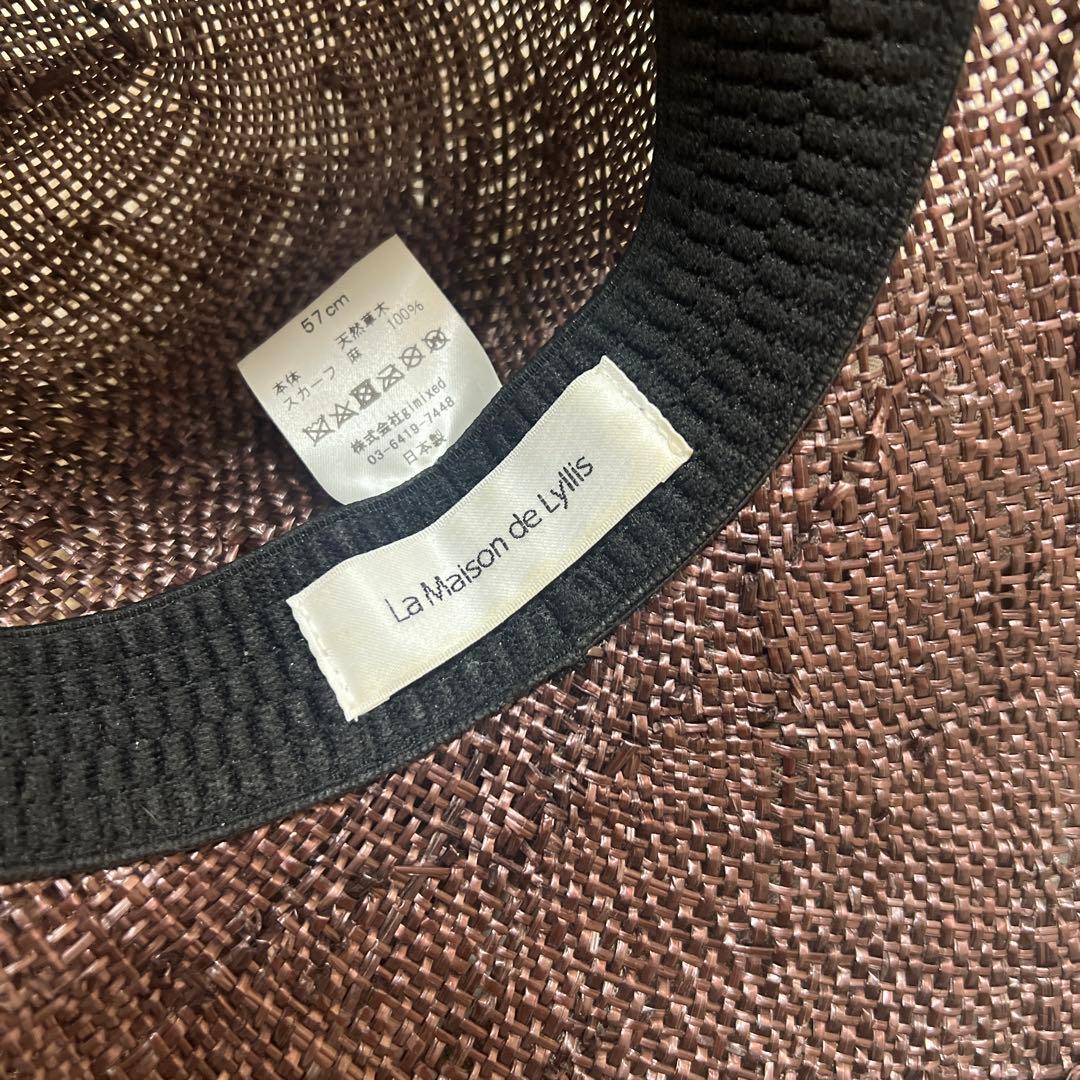 57cm
本体 天然草木
スカーフ 麻 100%
株式会社glmixed
03-6419-7448
日本製
La Maison de Lyllis